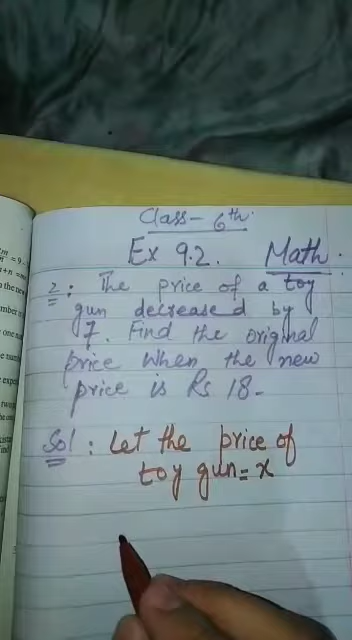 Class - 6th.
Ex 9.2. Math.
2: The price of a toy
gun decreased by
7. Find the original
price when the new
price is Rs 18.
Sol: Let the price of
toy gun = x